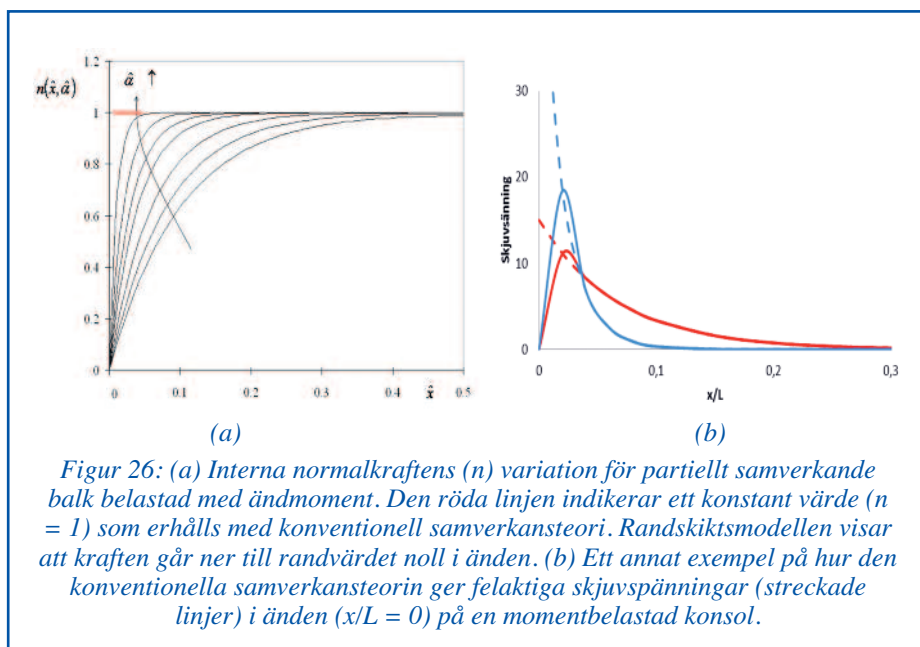 1.2
n(x̂,α̂)
α̂ ↑
1
0.8
0.6
0.4
0.2
0
0 0.1 0.2 0.3 0.4 0.5
x̂
(a)
30
20
10
0
Skjuvsänning
0 0,1 0,2 0,3
x/L
(b)
Figur 26: (a) Interna normalkraftens (n) variation för partiellt samverkande
balk belastad med ändmoment. Den röda linjen indikerar ett konstant värde (n
= 1) som erhålls med konventionell samverkansteori. Randskiktsmodellen visar
att kraften går ner till randvärdet noll i änden. (b) Ett annat exempel på hur den
konventionella samverkansteorin ger felaktiga skjuvspänningar (streckade
linjer) i änden (x/L = 0) på en momentbelastad konsol.